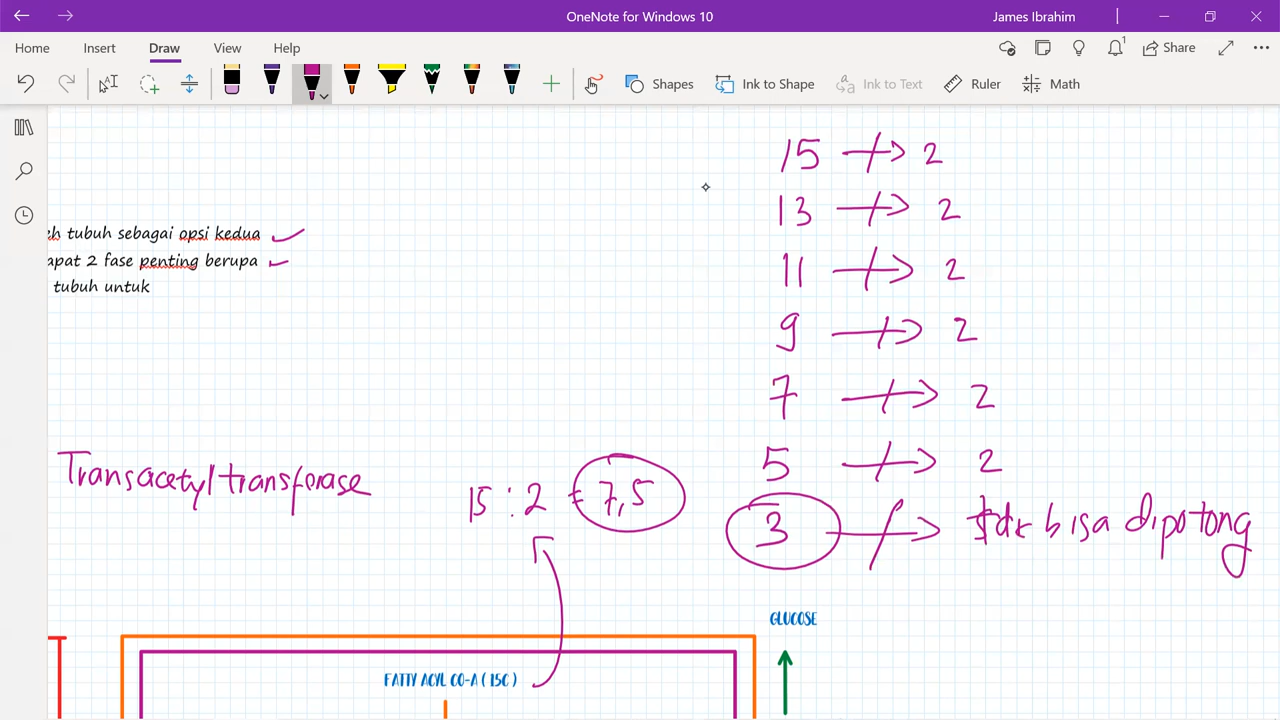 OneNote for Windows 10
James Ibrahim
Home Insert Draw View Help
1
Share
Shapes
Ink to Shape
Ink to Text
Ruler
Math
eh tubuh sebagai opsi kedua
apat 2 fase penting berupa
tubuh untuk
15 → 2
13 → 2
11 → 2
9 → 2
7 → 2
5 → 2
3 → tdk bisa dipotong
Transacetyltransferase
15 : 2 = 7,5
GLUCOSE
FATTY ACYL CO-A ( 15C )